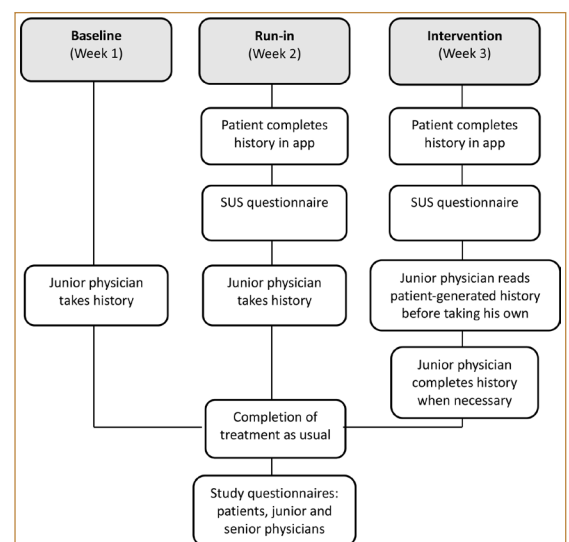 Baseline
(Week 1)
Run-in
(Week 2)
Intervention
(Week 3)
Patient completes
history in app
Patient completes
history in app
SUS questionnaire
SUS questionnaire
Junior physician
takes history
Junior physician
takes history
Junior physician reads
patient-generated history
before taking his own
Junior physician
completes history
when necessary
Completion of
treatment as usual
Study questionnaires:
patients, junior and
senior physicians